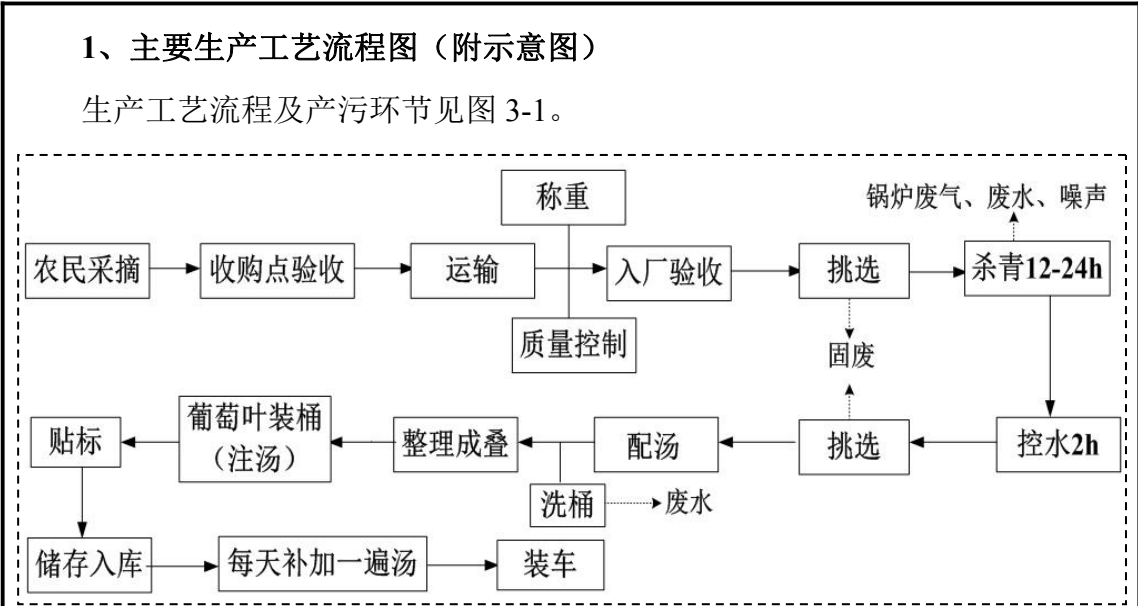 1、主要生产工艺流程图（附示意图）
生产工艺流程及产污环节见图 3-1。
称重
锅炉废气、废水、噪声
农民采摘
收购点验收
运输
入厂验收
挑选
杀青12-24h
质量控制
固废
贴标
葡萄叶装桶
（注汤）
整理成叠
配汤
挑选
控水2h
洗桶
废水
储存入库
每天补加一遍汤
装车